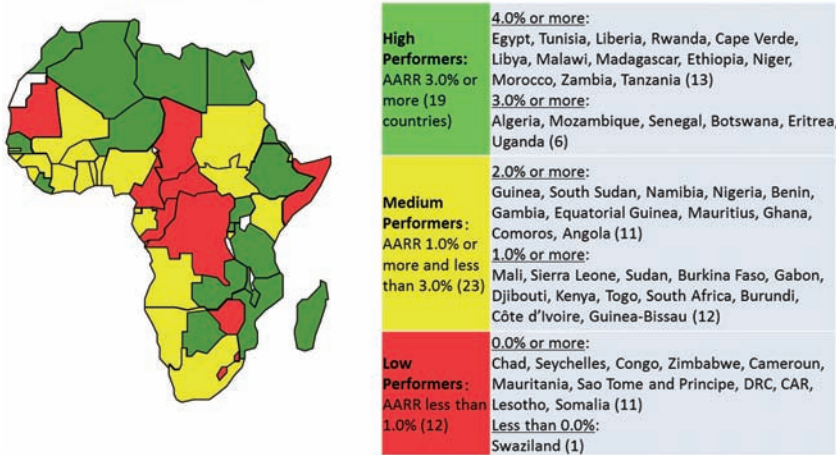 High
Performers:
AARR 3.0% or
more (19
countries)
4.0% or more:
Egypt, Tunisia, Liberia, Rwanda, Cape Verde,
Libya, Malawi, Madagascar, Ethiopia, Niger,
Morocco, Zambia, Tanzania (13)
3.0% or more:
Algeria, Mozambique, Senegal, Botswana, Eritrea,
Uganda (6)
Medium
Performers:
AARR 1.0% or
more and less
than 3.0% (23)
2.0% or more:
Guinea, South Sudan, Namibia, Nigeria, Benin,
Gambia, Equatorial Guinea, Mauritius, Ghana,
Comoros, Angola (11)
1.0% or more:
Mali, Sierra Leone, Sudan, Burkina Faso, Gabon,
Djibouti, Kenya, Togo, South Africa, Burundi,
Côte d'Ivoire, Guinea-Bissau (12)
Low
Performers:
AARR less than
1.0% (12)
0.0% or more:
Chad, Seychelles, Congo, Zimbabwe, Cameroun,
Mauritania, Sao Tome and Principe, DRC, CAR,
Lesotho, Somalia (11)
Less than 0.0%:
Swaziland (1)